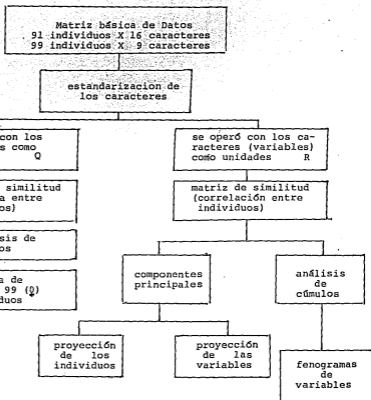 Matriz básica de Datos
91 individuos X 16 caracteres
99 individuos X 9 caracteres
estandarizacion de
los caracteres
con los
s como
Q
similitud
a entre
os)
sis de
os
a de
99 (Q)
duos
se operó con los ca-
racteres (variables)
como unidades R
matriz de similitud
(correlación entre
individuos)
componentes
principales
análisis
de
cúmulos
proyección
de los
individuos
proyección
de las
variables
fenogramas
de
variables